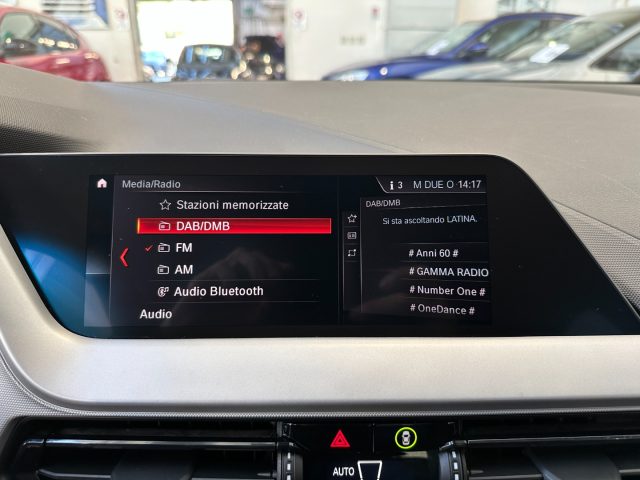 Media/Radio
i 3 M DUE O 14:17
Stazioni memorizzate
DAB/DMB
FM
AM
Audio Bluetooth
Audio
DAB/DMB
Si sta ascoltando LATINA.
# Anni 60 #
# GAMMA RADIO
# Number One #
# OneDance #
AUTO